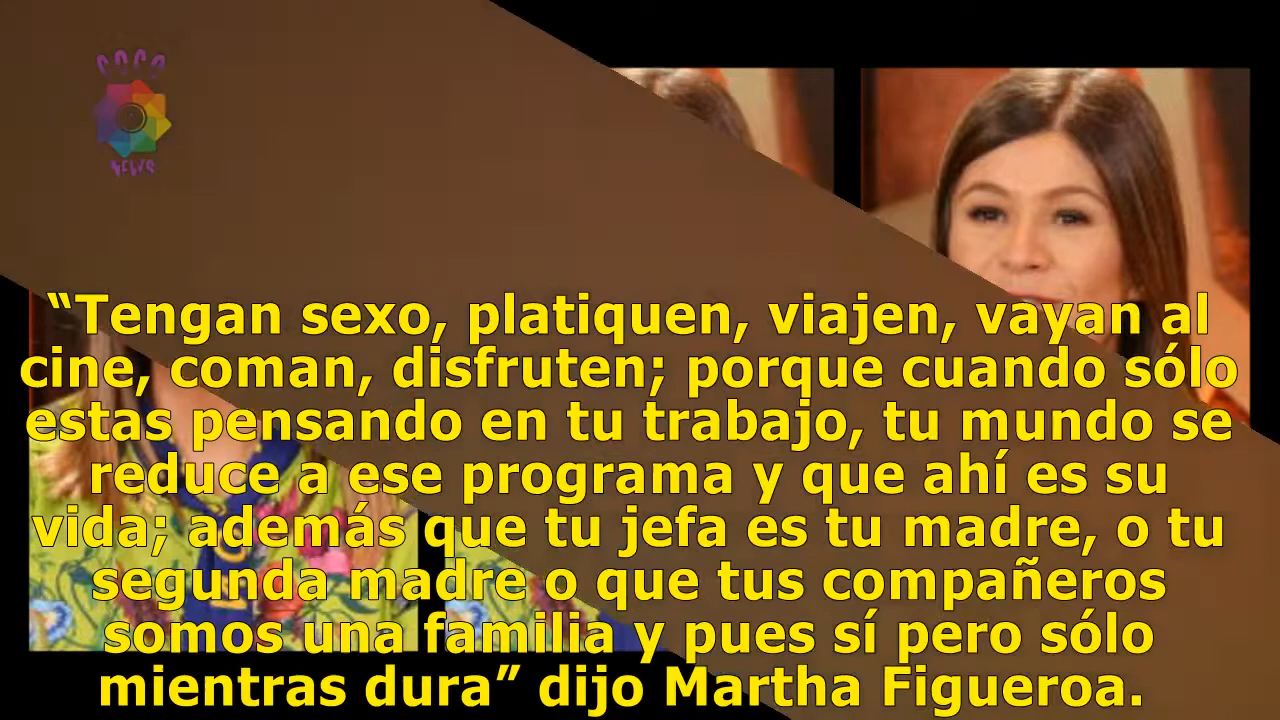 COCO
NEWS
“Tengan sexo, platiquen, viajen, vayan al
cine, coman, disfruten; porque cuando sólo
estas pensando en tu trabajo, tu mundo se
reduce a ese programa y que ahí es su
vida; además que tu jefa es tu madre, o tu
segunda madre o que tus compañeros
somos una familia y pues sí pero sólo
mientras dura” dijo Martha Figueroa.